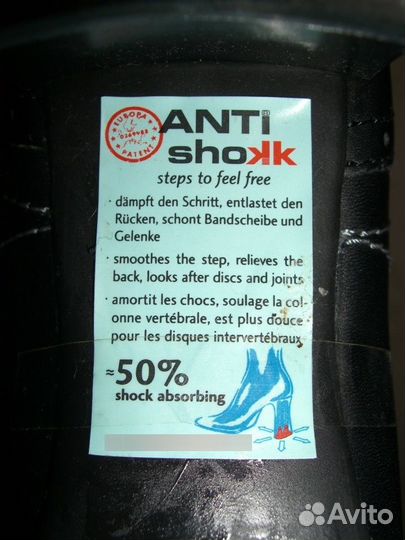 EUROPA
PATENT
ANTi
shokk
steps to feel free
· dämpft den Schritt, entlastet den
Rücken, schont Bandscheibe und
Gelenke
· smoothes the step, relieves the
back, looks after discs and joints
· amortit les chocs, soulage la col-
onne vertébrale, est plus douce
pour les disques intervertébraux
≈50%
shock absorbing
Avito